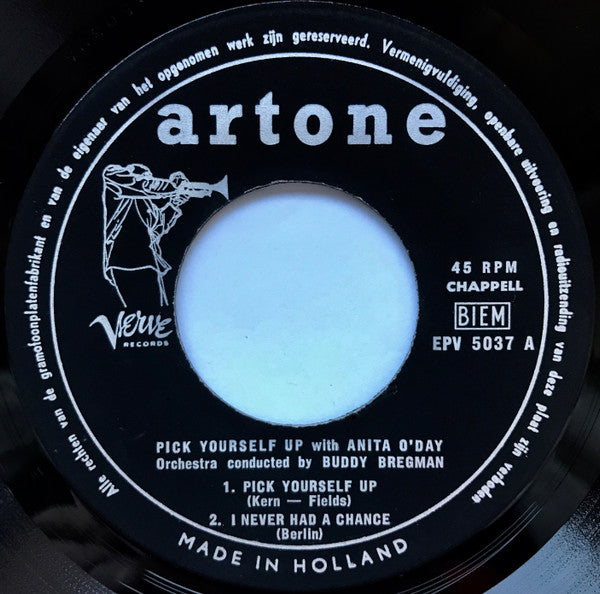 Alle rechten van de gramofoonplatenfabrikant en van de eigenaar van het opgenomen werk zijn gereserveerd. Vermenigvuldiging, openbare uitvoering en radiouitzending van deze plaat zijn verboden
artone
Verve
RECORDS
45 RPM
CHAPPELL
BIEM
EPV 5037 A
PICK YOURSELF UP with ANITA O'DAY
Orchestra conducted by BUDDY BREGMAN
1. PICK YOURSELF UP
(Kern — Fields)
2. I NEVER HAD A CHANCE
(Berlin)
MADE IN HOLLAND